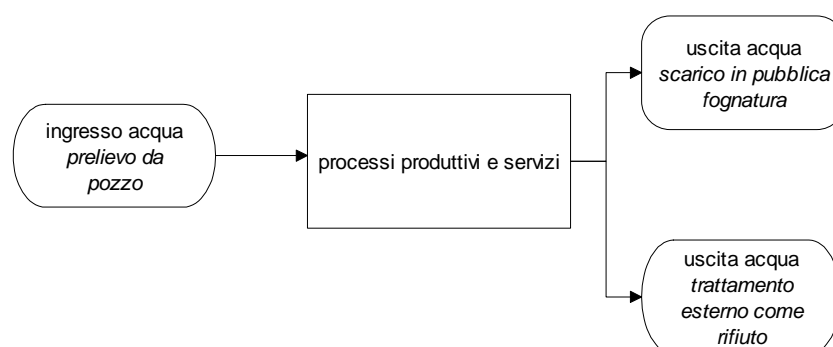 ingresso acqua
prelievo da
pozzo
processi produttivi e servizi
uscita acqua
scarico in pubblica
fognatura
uscita acqua
trattamento
esterno come
rifiuto